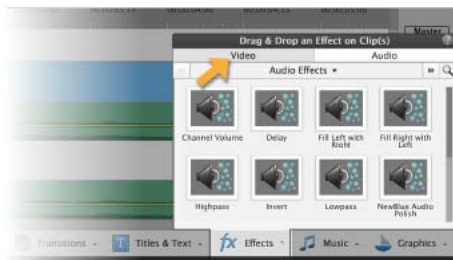 Master
Drag & Drop an Effect on Clip(s)
Video Audio
Audio Effects
Channel Volume Delay Fill Left with Right Fill Right with Left
Highpass Invert Lowpass NewBlue Audio Polish
Transitions Titles & Text fx Effects Music Graphics